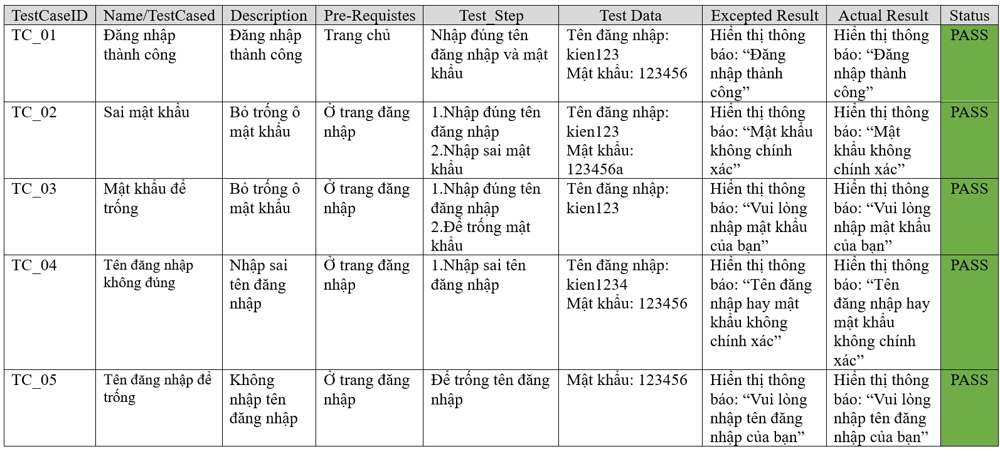 TestCaseID Name/TestCased Description Pre-Requistes Test_Step Test Data Excepted Result Actual Result Status
TC_01
Đăng nhập
thành công
Đăng nhập
thành công
Trang chủ
Nhập đúng tên
đăng nhập và mật
khẩu
Tên đăng nhập:
kien123
Mật khẩu: 123456
Hiển thị thông
báo: “Đăng
nhập thành
công”
Hiển thị thông
báo: “Đăng
nhập thành
công”
PASS
TC_02
Sai mật khẩu
Bỏ trống ô
mật khẩu
Ở trang đăng
nhập
1.Nhập đúng tên
đăng nhập
2.Nhập sai mật
khẩu
Tên đăng nhập:
kien123
Mật khẩu:
123456a
Hiển thị thông
báo: “Mật khẩu
không chính
xác”
Hiển thị thông
báo: “Mật
khẩu không
chính xác”
PASS
TC_03
Mật khẩu để
trống
Bỏ trống ô
mật khẩu
Ở trang đăng
nhập
1.Nhập đúng tên
đăng nhập
2.Để trống mật
khẩu
Tên đăng nhập:
kien123
Hiển thị thông
báo: “Vui lòng
nhập mật khẩu
của bạn”
Hiển thị thông
báo: “Vui lòng
nhập mật khẩu
của bạn”
PASS
TC_04
Tên đăng nhập
không đúng
Nhập sai
tên đăng
nhập
Ở trang đăng
nhập
1.Nhập sai tên
đăng nhập
Tên đăng nhập:
kien1234
Mật khẩu: 123456
Hiển thị thông
báo: “Tên đăng
nhập hay mật
khẩu không
chính xác”
Hiển thị thông
báo: “Tên
đăng nhập hay
mật khẩu
không chính
xác”
PASS
TC_05
Tên đăng nhập để
trống
Không
nhập tên
đăng nhập
Ở trang đăng
nhập
Để trống tên đăng
nhập
Mật khẩu: 123456
Hiển thị thông
báo: “Vui lòng
nhập tên đăng
nhập của bạn”
Hiển thị thông
báo: “Vui lòng
nhập tên đăng
nhập của bạn”
PASS